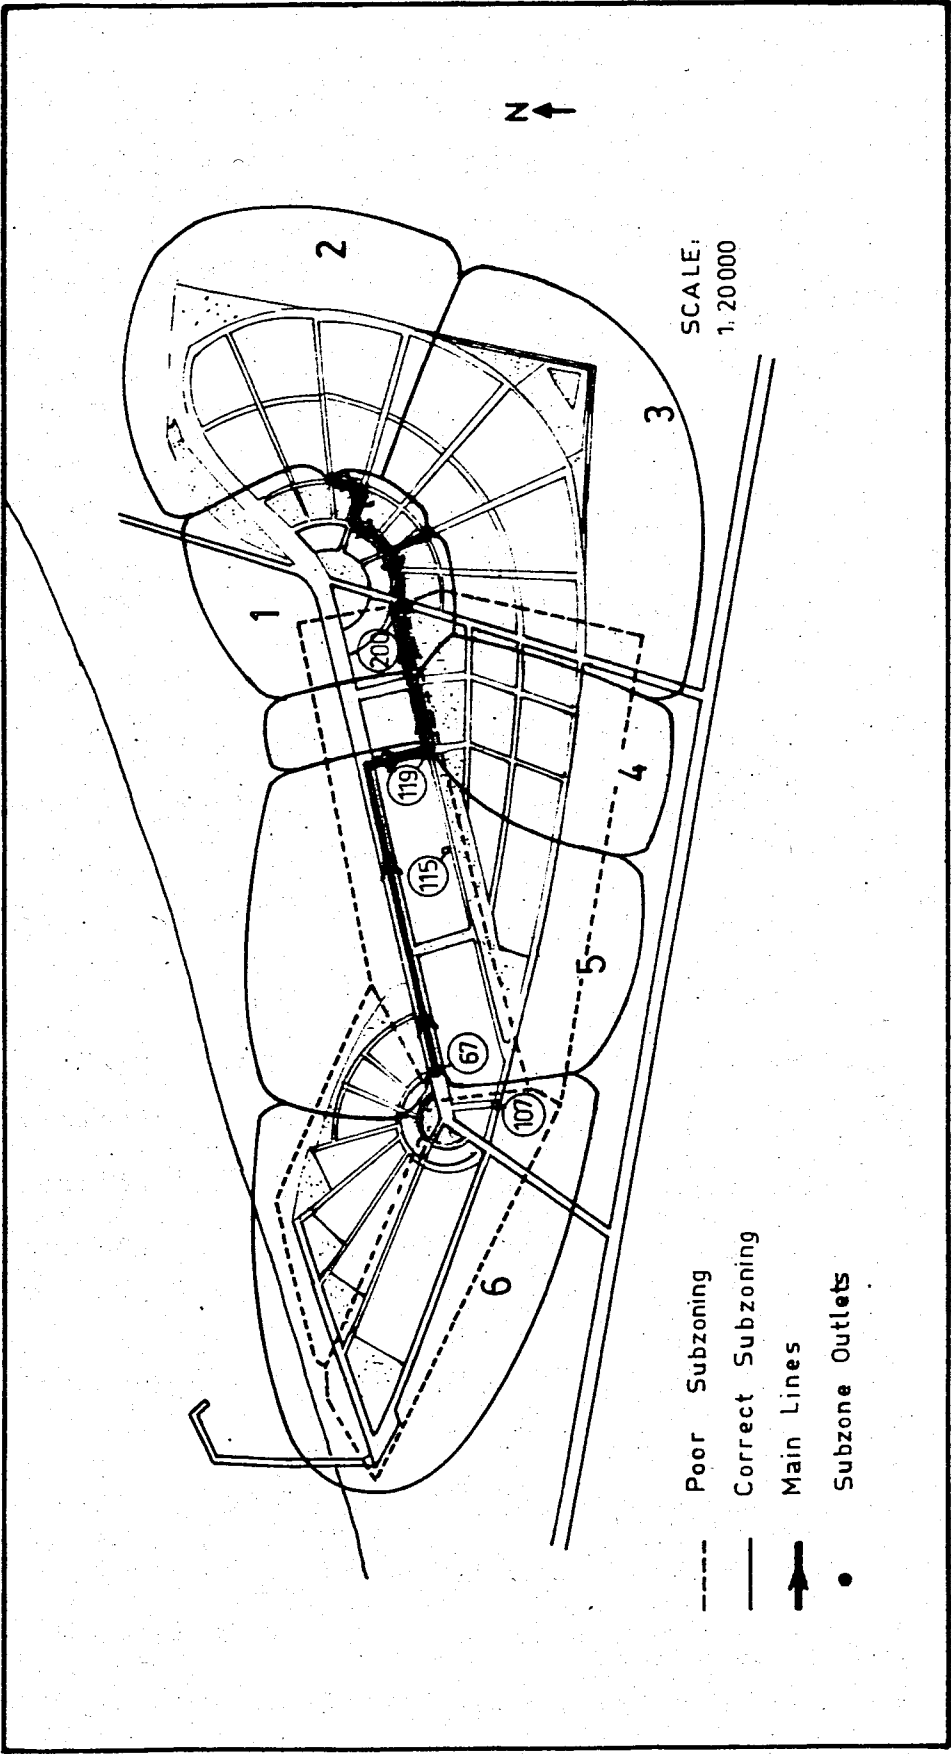 N
2
1
3
200
119
4
115
5
67
107
6
SCALE:
1: 20000
Poor Subzoning
Correct Subzoning
Main Lines
Subzone Outlets